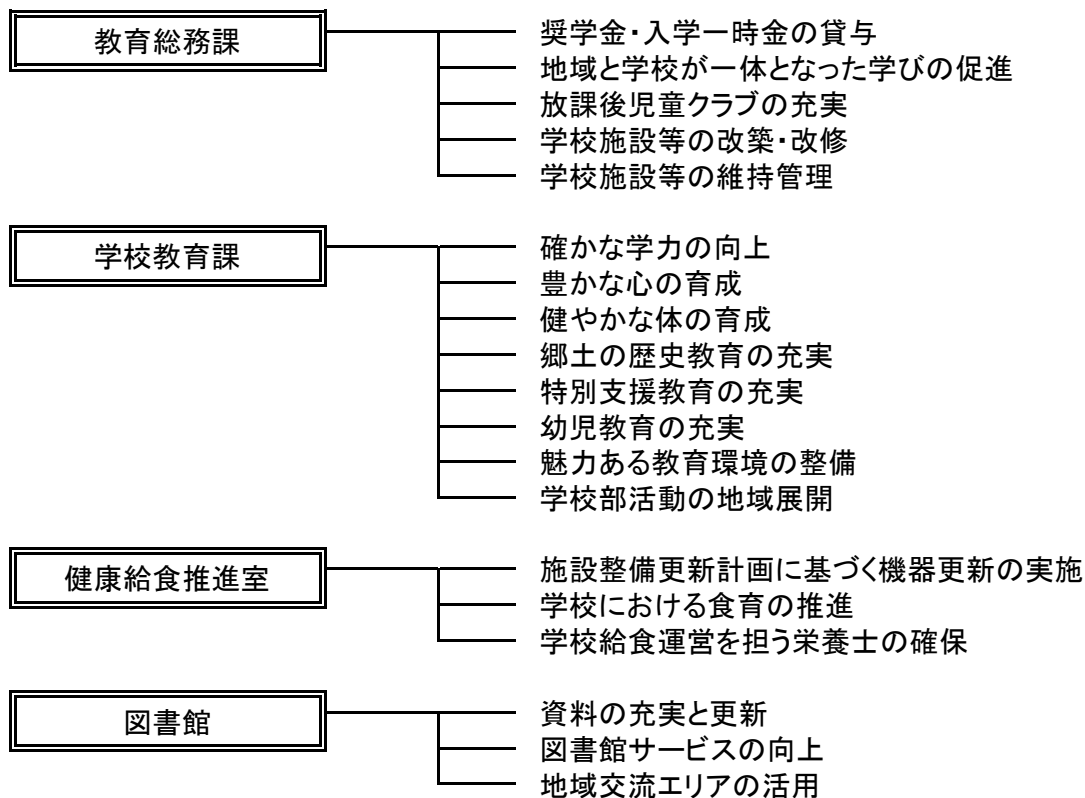 教育総務課
奨学金・入学一時金の貸与
地域と学校が一体となった学びの促進
放課後児童クラブの充実
学校施設等の改築・改修
学校施設等の維持管理
学校教育課
確かな学力の向上
豊かな心の育成
健やかな体の育成
郷土の歴史教育の充実
特別支援教育の充実
幼児教育の充実
魅力ある教育環境の整備
学校部活動の地域展開
健康給食推進室
施設整備更新計画に基づく機器更新の実施
学校における食育の推進
学校給食運営を担う栄養士の確保
図書館
資料の充実と更新
図書館サービスの向上
地域交流エリアの活用